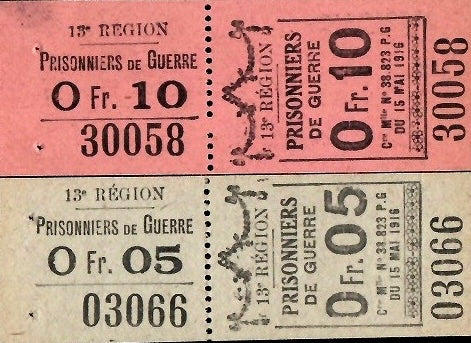 13e RÉGION
PRISONNIERS DE GUERRE
0 Fr. 10
30058
13e RÉGION
PRISONNIERS
DE GUERRE
0 Fr. 10
Cre Mlle No 38.823 P.G
DU 15 MAI 1916
30058
13e RÉGION
PRISONNIERS DE GUERRE
0 Fr. 05
03066
13e RÉGION
PRISONNIERS
DE GUERRE
0 Fr. 05
Cre Mlle No 38.823 P.G
DU 15 MAI 1916
03066